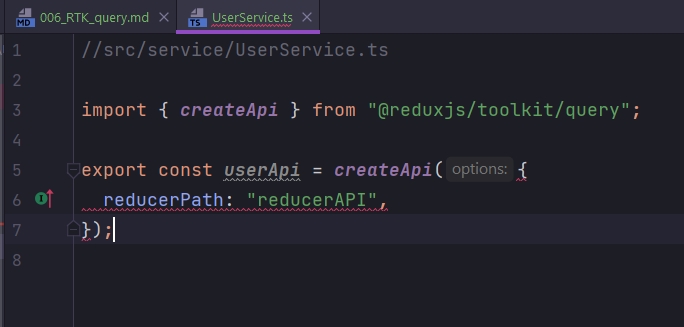 MD 006_RTK_query.md
TS UserService.ts
1 //src/service/UserService.ts
2
3 import { createApi } from "@reduxjs/toolkit/query";
4
5 export const userApi = createApi( options: {
6 reducerPath: "reducerAPI",
7 });
8